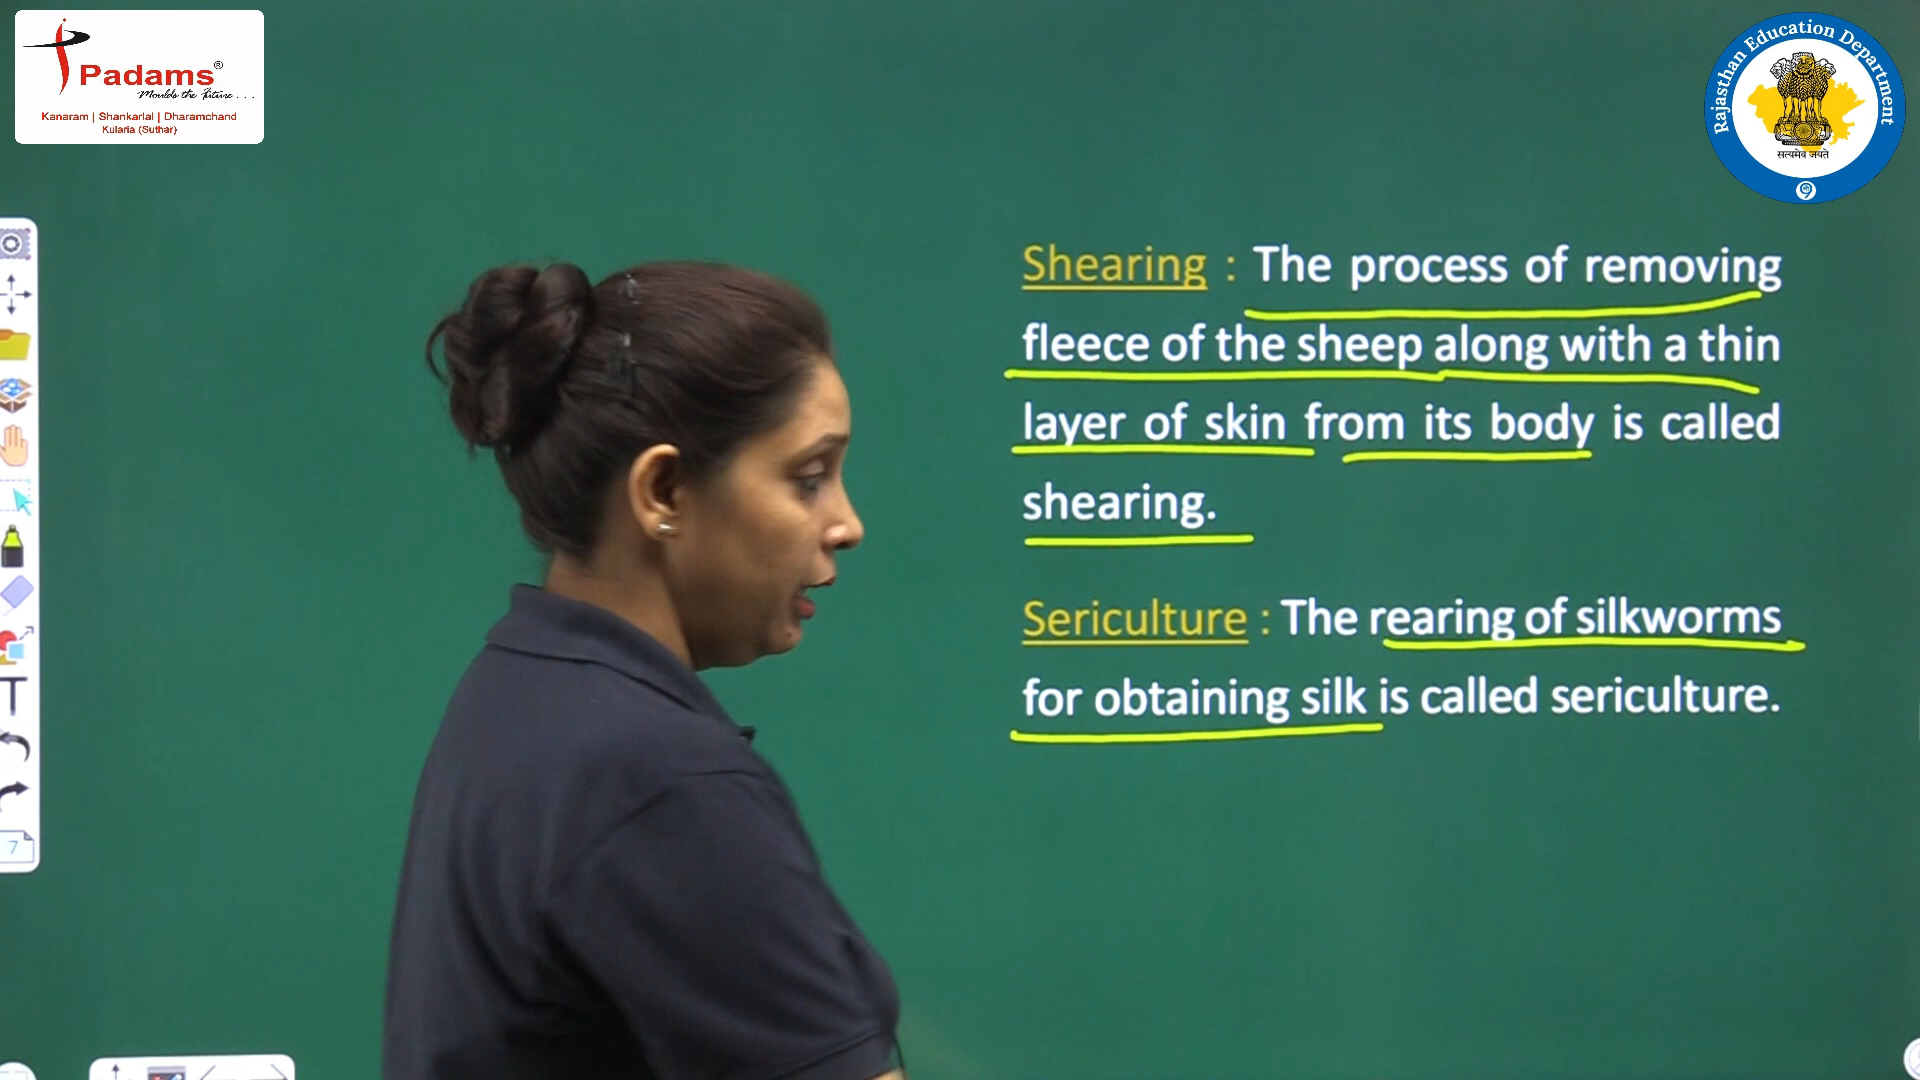 Padams®
Moulds the Future . . .
Kanaram | Shankarlal | Dharamchand
Kularia (Suthar)
Rajasthan Education Department
सत्यमेव जयते
Shearing : The process of removing
fleece of the sheep along with a thin
layer of skin from its body is called
shearing.
Sericulture : The rearing of silkworms
for obtaining silk is called sericulture.
T
7